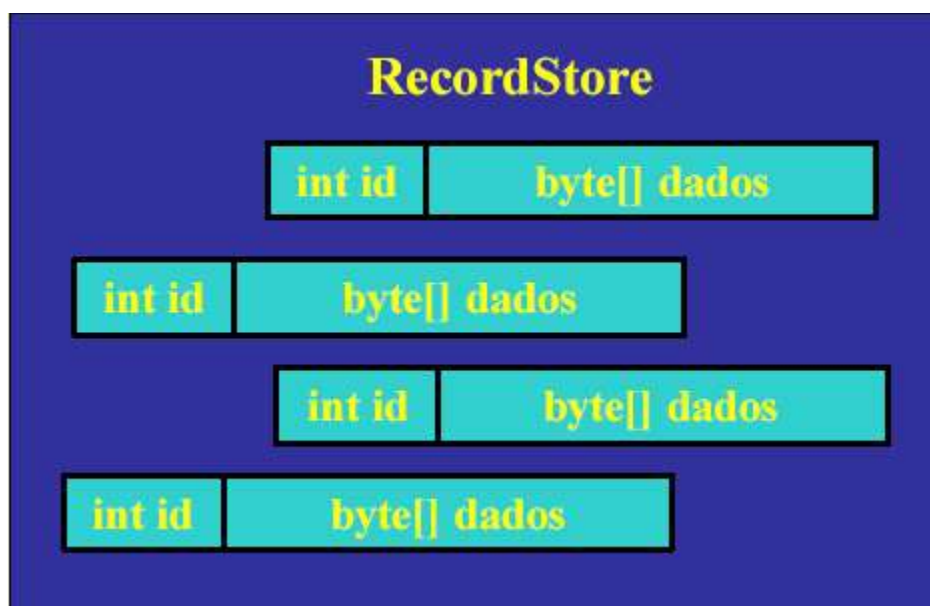 RecordStore
int id byte[] dados
int id byte[] dados
int id byte[] dados
int id byte[] dados